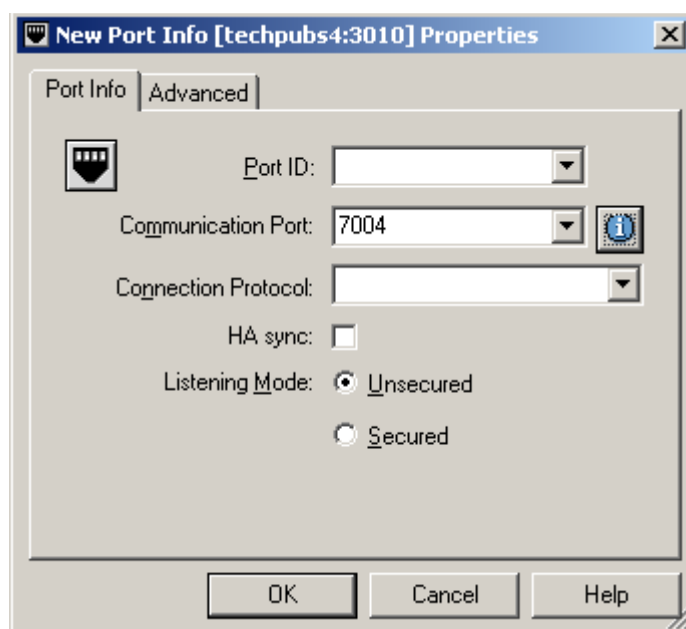 New Port Info [techpubs4:3010] Properties
Port Info Advanced
Port ID:
Communication Port: 7004
Connection Protocol:
HA sync:
Listening Mode: Unsecured
Secured
OK Cancel Help